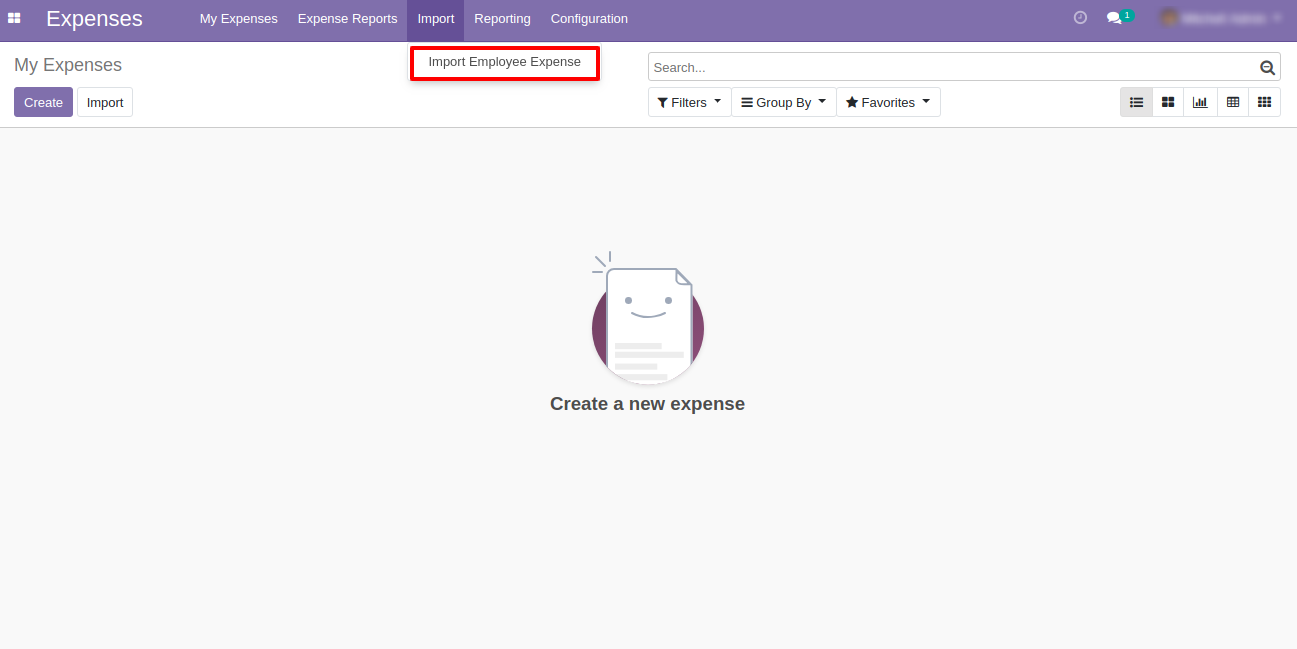 Expenses My Expenses Expense Reports Import Reporting Configuration 1
Import Employee Expense
My Expenses
Search...
Create Import
Filters Group By Favorites
Create a new expense